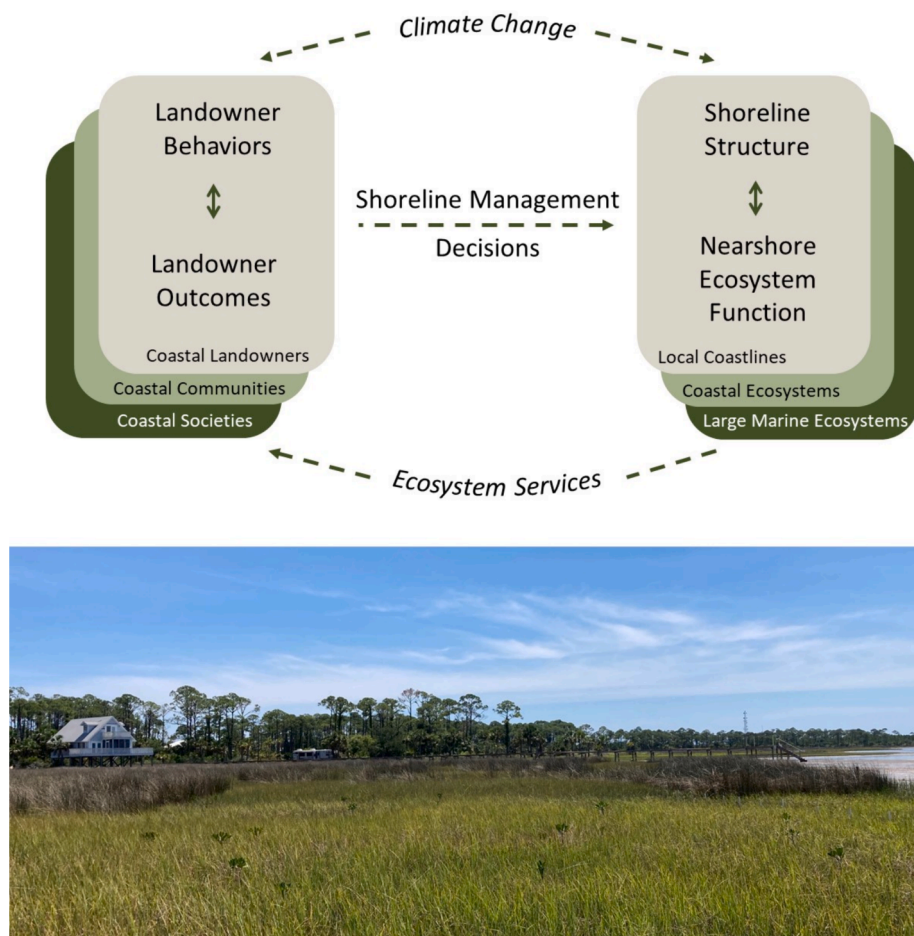 Climate Change
Landowner
Behaviors
Landowner
Outcomes
Coastal Landowners
Coastal Communities
Coastal Societies
Shoreline Management
Decisions
Shoreline
Structure
Nearshore
Ecosystem
Function
Local Coastlines
Coastal Ecosystems
Large Marine Ecosystems
Ecosystem Services